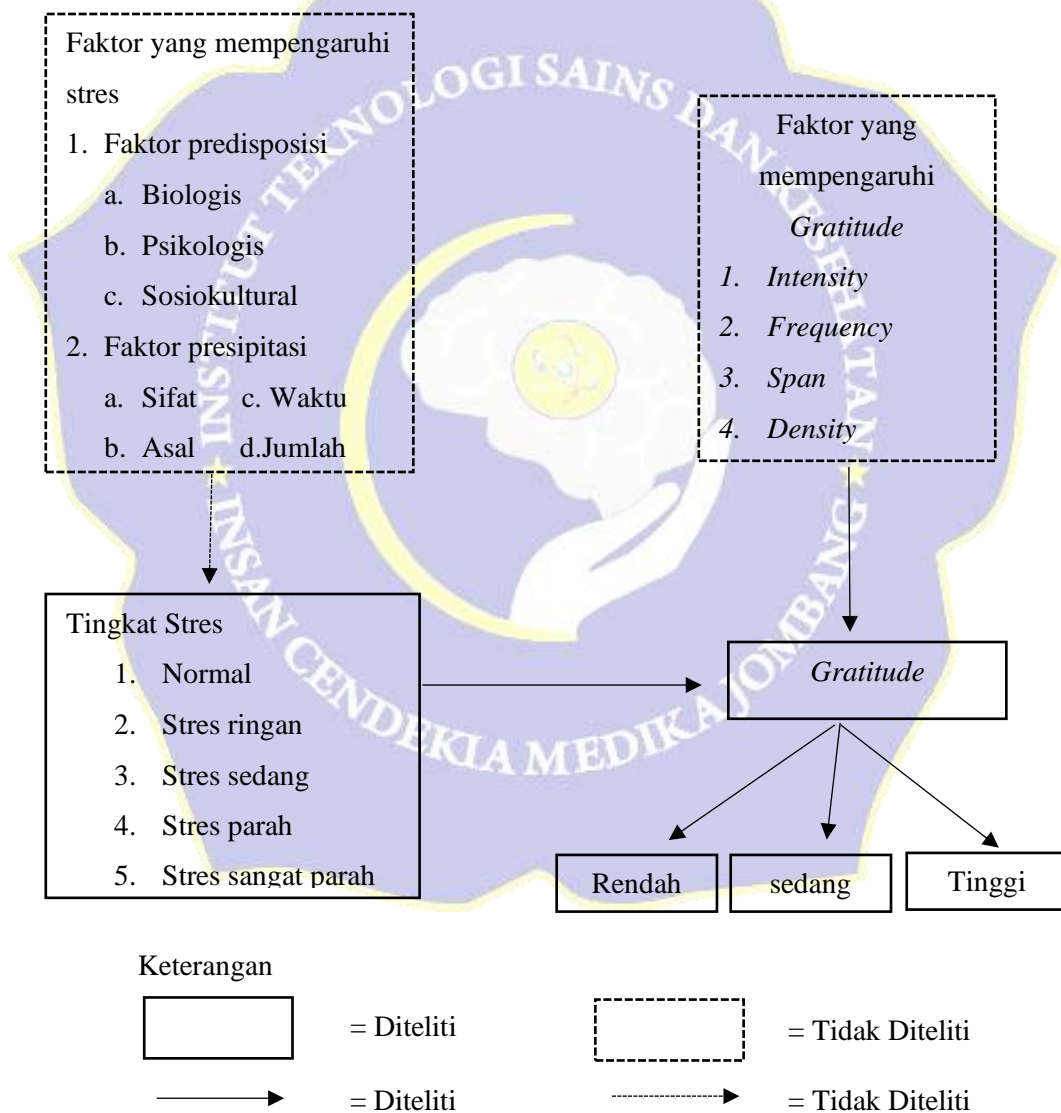 Faktor yang mempengaruhi
stres
1. Faktor predisposisi
a. Biologis
b. Psikologis
c. Sosiokultural
2. Faktor presipitasi
a. Sifat c. Waktu
b. Asal d.Jumlah
Faktor yang
mempengaruhi
Gratitude
1. Intensity
2. Frequency
3. Span
4. Density
INSTITUT TEKNOLOGI SAINS DAN KESEHATAN
INSAN CENDEKIA MEDIKA JOMBANG
Tingkat Stres
1. Normal
2. Stres ringan
3. Stres sedang
4. Stres parah
5. Stres sangat parah
Gratitude
Rendah
sedang
Tinggi
Keterangan
= Diteliti
= Tidak Diteliti
= Diteliti
= Tidak Diteliti